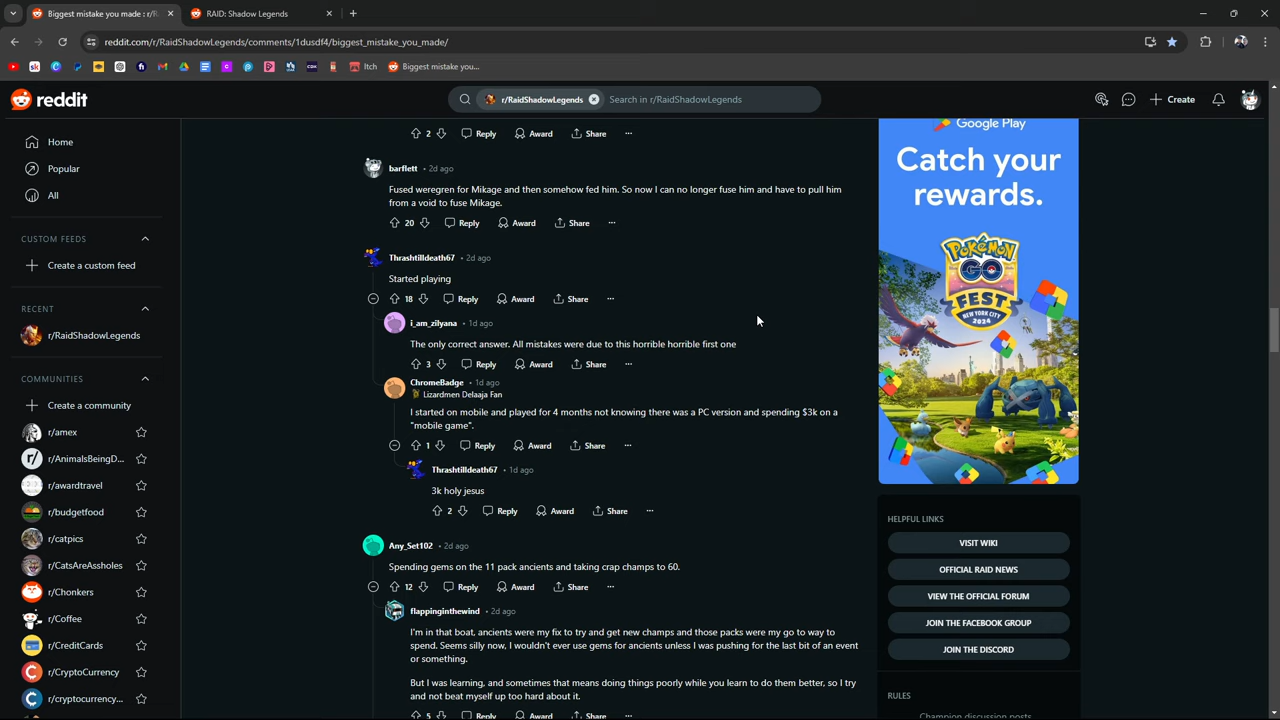 Biggest mistake you made : r/R
RAID: Shadow Legends
reddit.com/r/RaidShadowLegends/comments/1dusdf4/biggest_mistake_you_made/
Itch
Biggest mistake you...
reddit
r/RaidShadowLegends
Search in r/RaidShadowLegends
Create
Home
Popular
All
CUSTOM FEEDS
Create a custom feed
RECENT
r/RaidShadowLegends
COMMUNITIES
Create a community
r/amex
r/AnimalsBeingD...
r/awardtravel
r/budgetfood
r/catpics
r/CatsAreAssholes
r/Chonkers
r/Coffee
r/CreditCards
r/CryptoCurrency
r/cryptocurrency...
2 Reply Award Share
barflett • 2d ago
Fused weregren for Mikage and then somehow fed him. So now I can no longer fuse him and have to pull him
from a void to fuse Mikage.
20 Reply Award Share
Thrashtilldeath67 • 2d ago
Started playing
18 Reply Award Share
i_am_zilyana • 1d ago
The only correct answer. All mistakes were due to this horrible horrible first one
3 Reply Award Share
ChromeBadge • 1d ago
Lizardmen Delaaja Fan
I started on mobile and played for 4 months not knowing there was a PC version and spending $3k on a
"mobile game".
1 Reply Award Share
Thrashtilldeath67 • 1d ago
3k holy jesus
2 Reply Award Share
Any_Set102 • 2d ago
Spending gems on the 11 pack ancients and taking crap champs to 60.
12 Reply Award Share
flappinginthewind • 2d ago
I'm in that boat, ancients were my fix to try and get new champs and those packs were my go to way to
spend. Seems silly now, I wouldn't ever use gems for ancients unless I was pushing for the last bit of an event
or something.
But I was learning, and sometimes that means doing things poorly while you learn to do them better, so I try
and not beat myself up too hard about it.
5 Reply Award Share
Google Play
Catch your
rewards.
POKÉMON
GO
FEST
NEW YORK CITY
2024
HELPFUL LINKS
VISIT WIKI
OFFICIAL RAID NEWS
VIEW THE OFFICIAL FORUM
JOIN THE FACEBOOK GROUP
JOIN THE DISCORD
RULES
Champion discussion posts